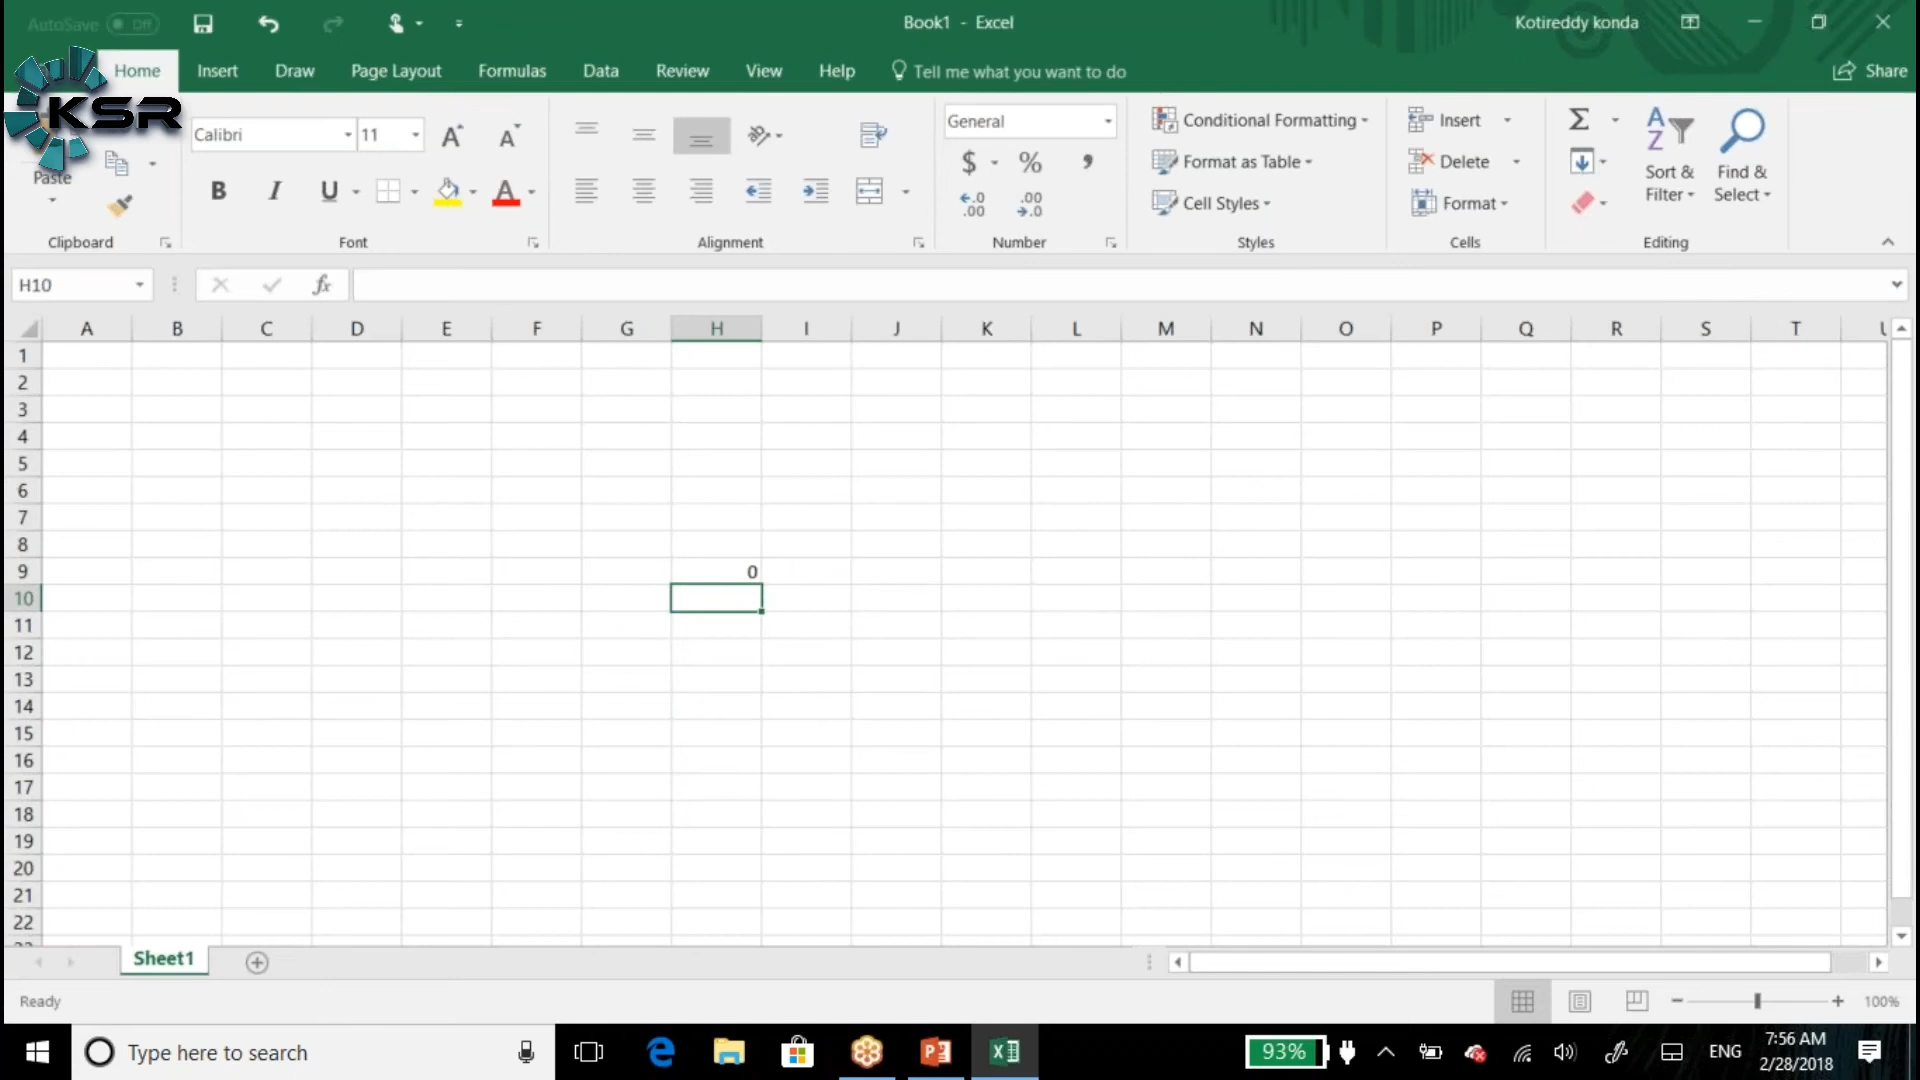 AutoSave Off
Book1 - Excel
Kotireddy konda
KSR
Home Insert Draw Page Layout Formulas Data Review View Help Tell me what you want to do Share
Paste
Clipboard
Calibri 11
B I U A
Font
Alignment
General
$ % ,
Number
Conditional Formatting
Format as Table
Cell Styles
Styles
Insert
Delete
Format
Cells
Sort & Filter
Find & Select
Editing
H10 fx
A B C D E F G H I J K L M N O P Q R S T
1
2
3
4
5
6
7
8
9 0
10
11
12
13
14
15
16
17
18
19
20
21
22
Sheet1
Ready
100%
Type here to search
93%
ENG
7:56 AM
2/28/2018